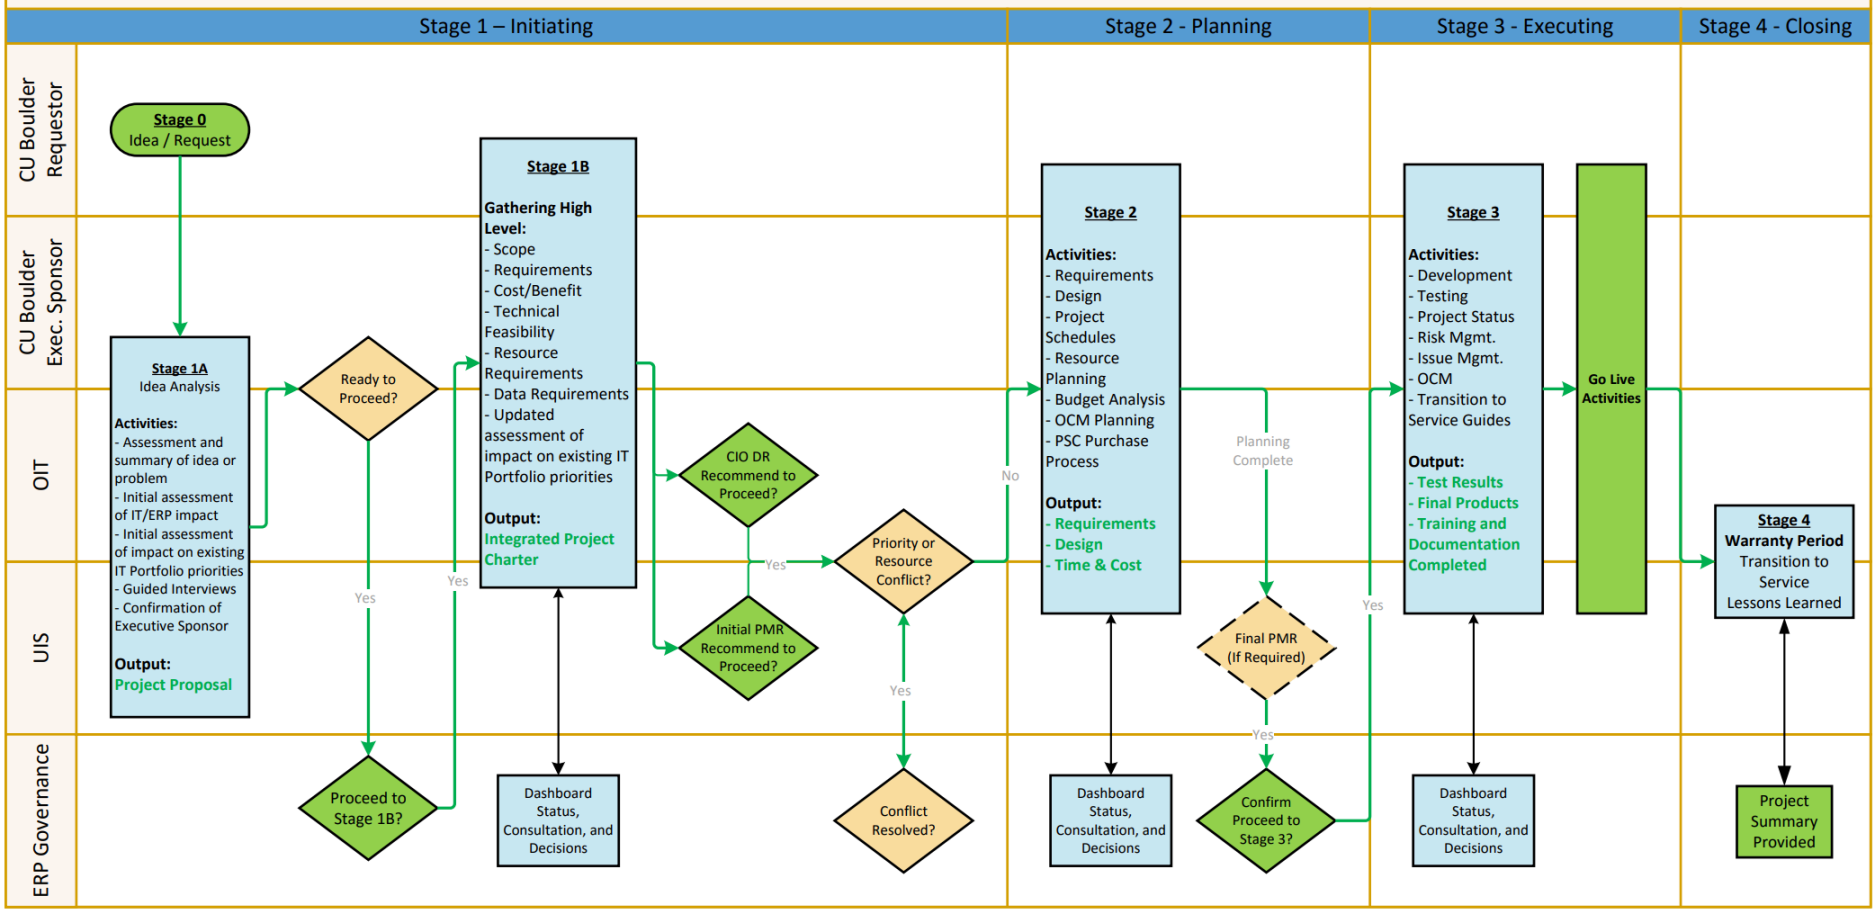 Stage 1 – Initiating
Stage 2 - Planning
Stage 3 - Executing
Stage 4 - Closing
CU Boulder
Requestor
CU Boulder
Exec. Sponsor
OIT
UIS
ERP Governance
Stage 0
Idea / Request
Stage 1A
Idea Analysis
Activities:
- Assessment and
summary of idea or
problem
- Initial assessment
of IT/ERP impact
- Initial assessment
of impact on existing
IT Portfolio priorities
- Guided Interviews
- Confirmation of
Executive Sponsor
Output:
Project Proposal
Ready to
Proceed?
Yes
Proceed to
Stage 1B?
Yes
Stage 1B
Gathering High
Level:
- Scope
- Requirements
- Cost/Benefit
- Technical
Feasibility
- Resource
Requirements
- Data Requirements
- Updated
assessment of
impact on existing IT
Portfolio priorities
Output:
Integrated Project
Charter
Dashboard
Status,
Consultation, and
Decisions
CIO DR
Recommend to
Proceed?
Initial PMR
Recommend to
Proceed?
Yes
Priority or
Resource
Conflict?
Yes
Conflict
Resolved?
No
Stage 2
Activities:
- Requirements
- Design
- Project
Schedules
- Resource
Planning
- Budget Analysis
- OCM Planning
- PSC Purchase
Process
Output:
- Requirements
- Design
- Time & Cost
Dashboard
Status,
Consultation, and
Decisions
Planning
Complete
Final PMR
(If Required)
Yes
Confirm
Proceed to
Stage 3?
Yes
Stage 3
Activities:
- Development
- Testing
- Project Status
- Risk Mgmt.
- Issue Mgmt.
- OCM
- Transition to
Service Guides
Output:
- Test Results
- Final Products
- Training and
Documentation
Completed
Dashboard
Status,
Consultation, and
Decisions
Go Live
Activities
Stage 4
Warranty Period
Transition to
Service
Lessons Learned
Project
Summary
Provided